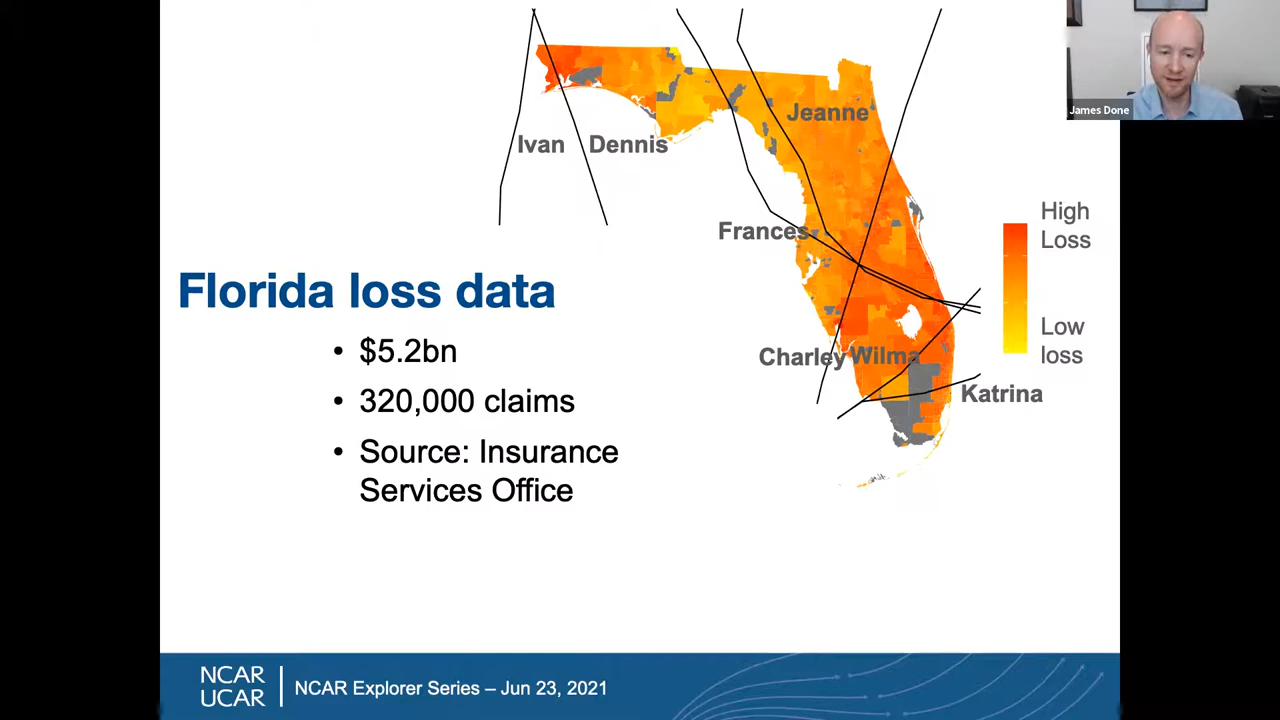 James Done
Jeanne
Ivan Dennis
High
Loss
Frances
Florida loss data
• $5.2bn
Low
loss
Charley Wilma
• 320,000 claims
Katrina
• Source: Insurance
Services Office
NCAR
UCAR
NCAR Explorer Series – Jun 23, 2021